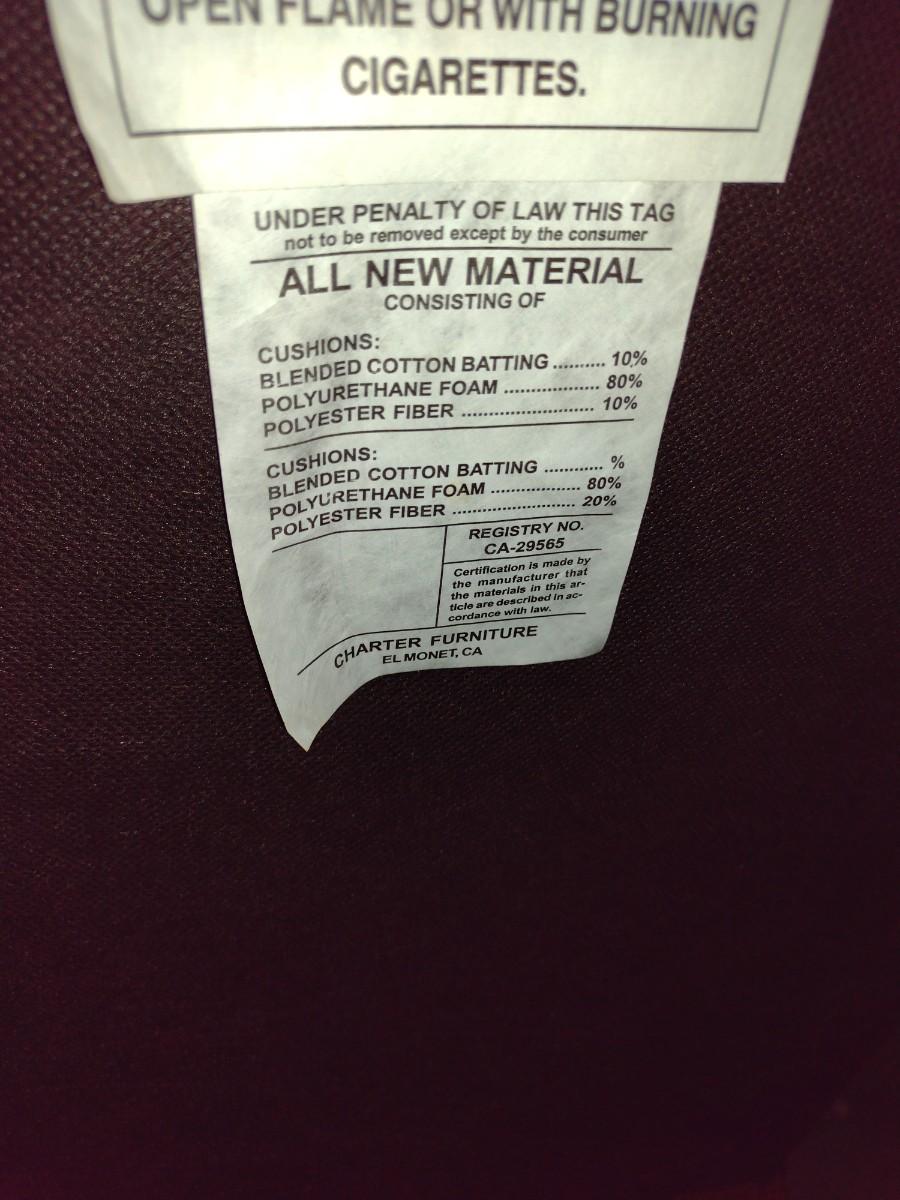 OPEN FLAME OR WITH BURNING
CIGARETTES.
UNDER PENALTY OF LAW THIS TAG
not to be removed except by the consumer
ALL NEW MATERIAL
CONSISTING OF
CUSHIONS:
BLENDED COTTON BATTING .......... 10%
POLYURETHANE FOAM .................. 80%
POLYESTER FIBER ......................... 10%
CUSHIONS:
BLENDED COTTON BATTING ............ %
POLYURETHANE FOAM .................. 80%
POLYESTER FIBER ......................... 20%
REGISTRY NO.
CA-29565
Certification is made by
the manufacturer that
the materials in this ar-
ticle are described in ac-
cordance with law.
CHARTER FURNITURE
EL MONET, CA